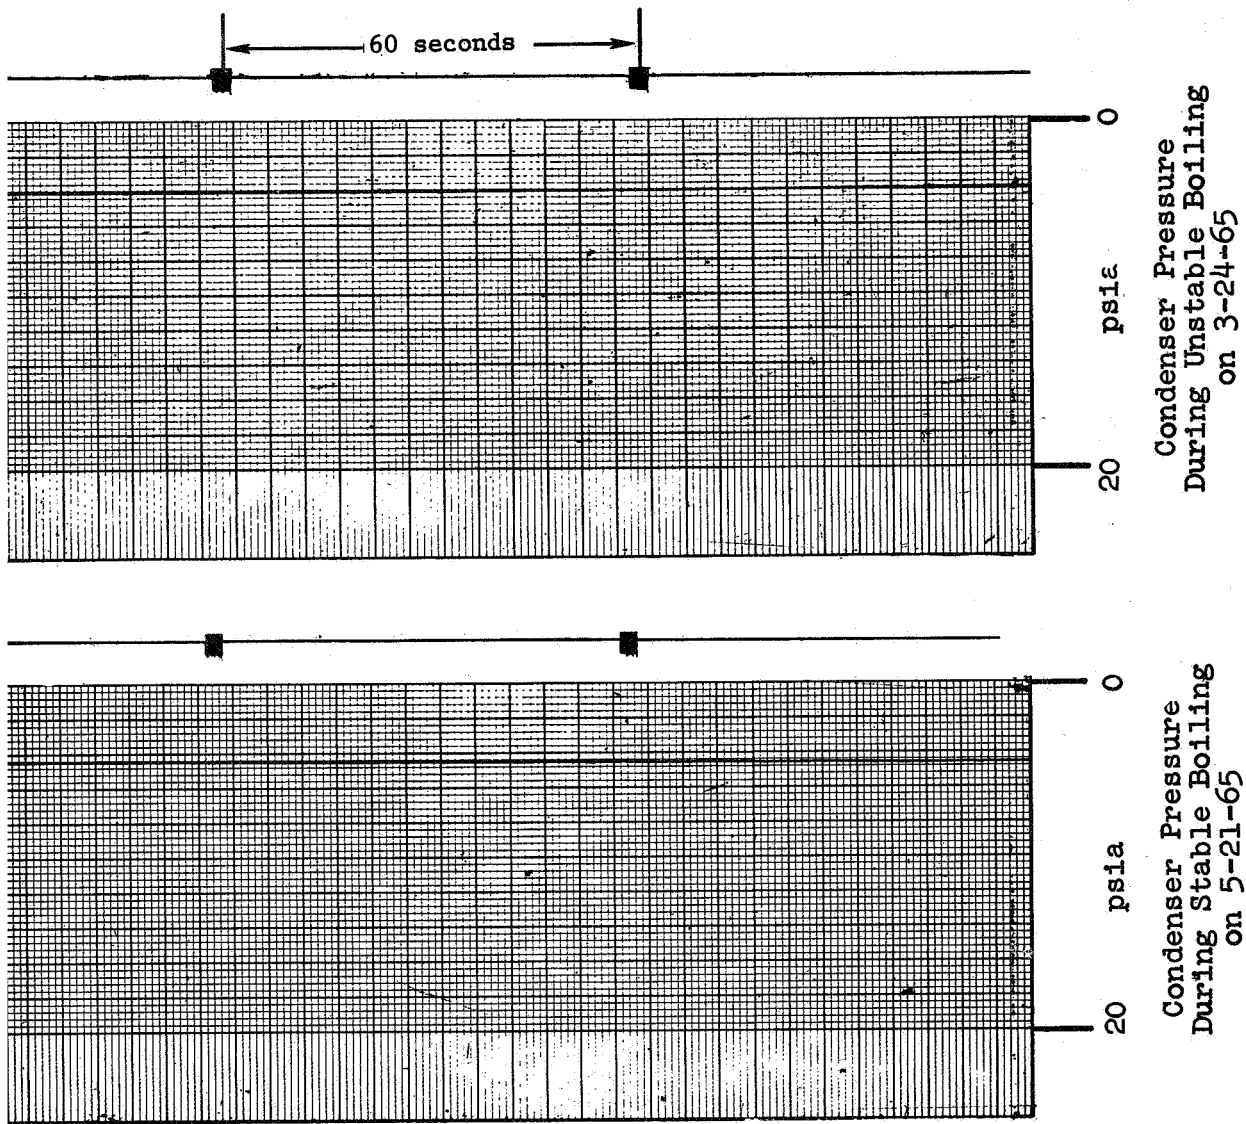 60 seconds
0
psia
20
Condenser Pressure
During Unstable Boiling
on 3-24-65
0
psia
20
Condenser Pressure
During Stable Boiling
on 5-21-65